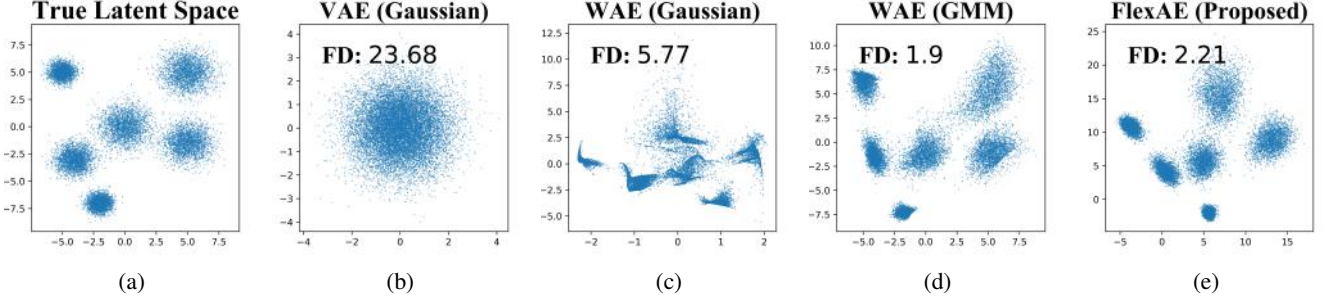 True Latent Space
VAE (Gaussian)
WAE (Gaussian)
WAE (GMM)
FlexAE (Proposed)
FD: 23.68
FD: 5.77
FD: 1.9
FD: 2.21
7.5
5.0
2.5
0.0
−2.5
−5.0
−7.5
−5.0 −2.5 0.0 2.5 5.0 7.5
4
3
2
1
0
−1
−2
−3
−4
−4 −2 0 2 4
12.5
10.0
7.5
5.0
2.5
0.0
−2.5
−5.0
−2 −1 0 1 2
10.0
7.5
5.0
2.5
0.0
−2.5
−5.0
−7.5
−5.0 −2.5 0.0 2.5 5.0 7.5
25
20
15
10
5
0
−5 0 5 10 15
(a)
(b)
(c)
(d)
(e)